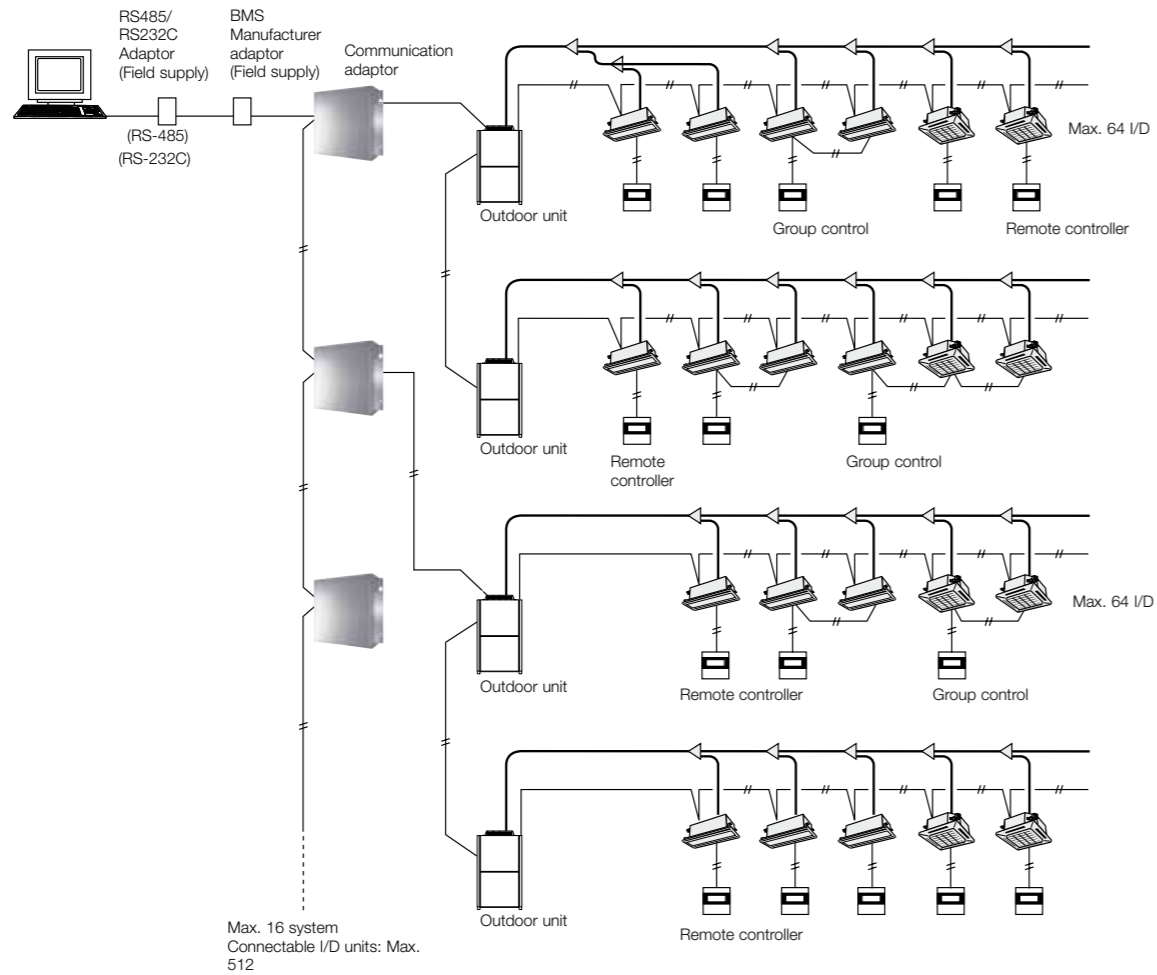 RS485/
RS232C
Adaptor
(Field supply)
BMS
Manufacturer
adaptor
(Field supply)
Communication
adaptor
(RS-485)
(RS-232C)
Max. 64 I/D
Outdoor unit
Group control
Remote controller
Outdoor unit
Remote
controller
Group control
Max. 64 I/D
Outdoor unit
Remote controller
Group control
Outdoor unit
Remote controller
Max. 16 system
Connectable I/D units: Max.
512